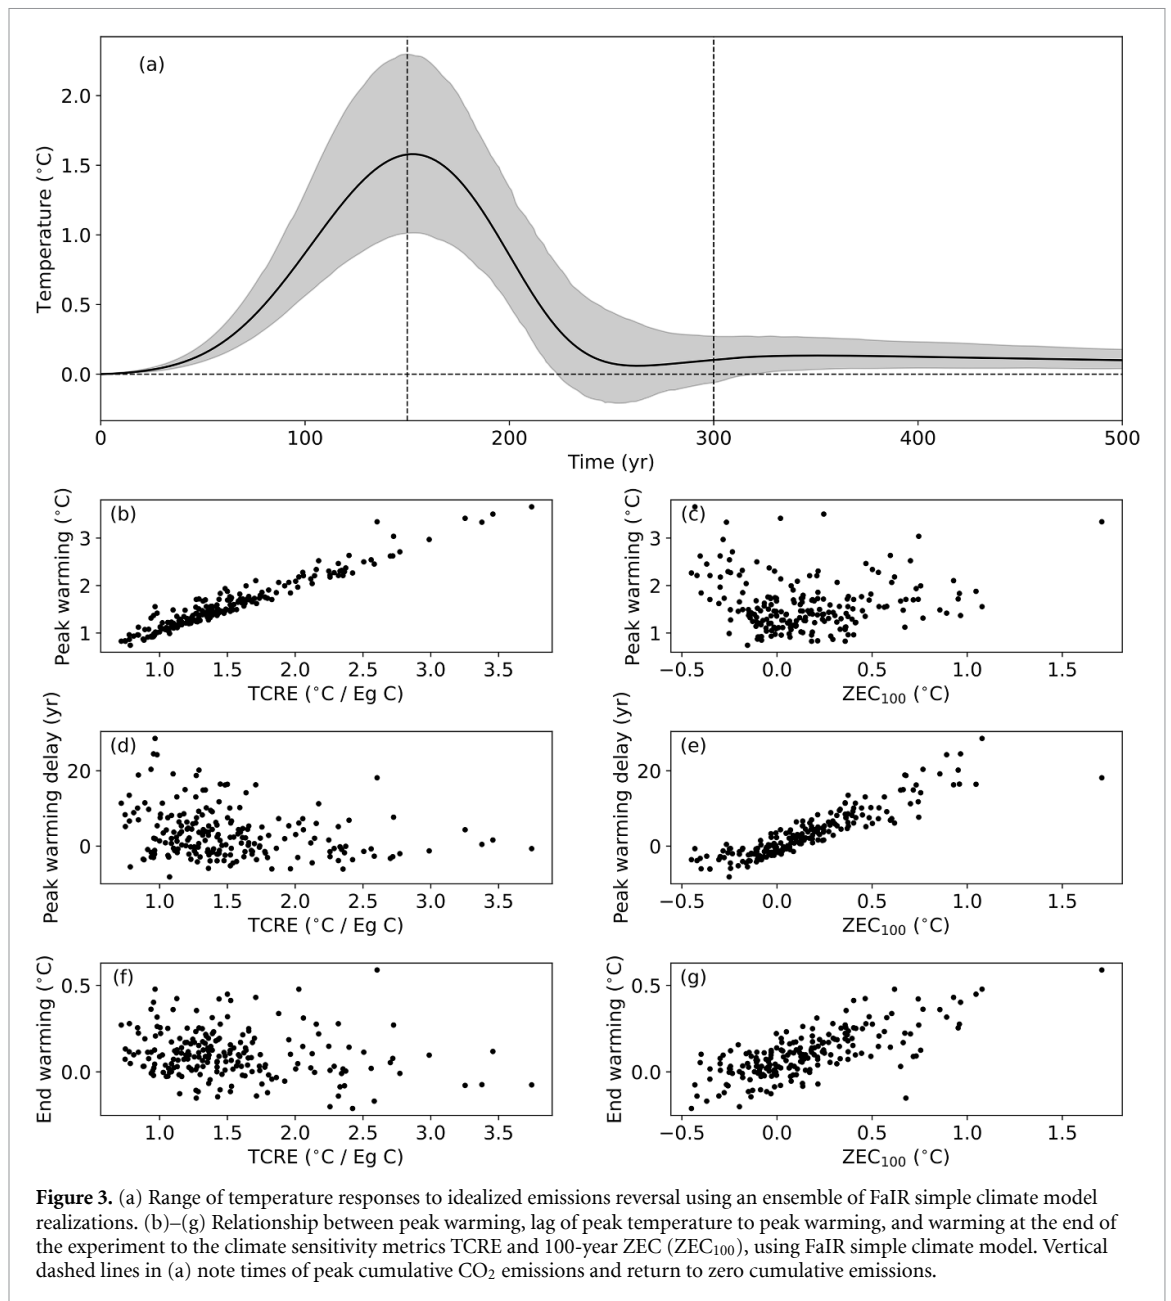 (a)
Temperature (°C)
2.0
1.5
1.0
0.5
0.0
0 100 200 300 400 500
Time (yr)
(b)
Peak warming (°C)
3
2
1
1.0 1.5 2.0 2.5 3.0 3.5
TCRE (°C / Eg C)
(c)
Peak warming (°C)
3
2
1
−0.5 0.0 0.5 1.0 1.5
ZEC₁₀₀ (°C)
(d)
Peak warming delay (yr)
20
0
1.0 1.5 2.0 2.5 3.0 3.5
TCRE (°C / Eg C)
(e)
Peak warming delay (yr)
20
0
−0.5 0.0 0.5 1.0 1.5
ZEC₁₀₀ (°C)
(f)
End warming (°C)
0.5
0.0
1.0 1.5 2.0 2.5 3.0 3.5
TCRE (°C / Eg C)
(g)
End warming (°C)
0.5
0.0
−0.5 0.0 0.5 1.0 1.5
ZEC₁₀₀ (°C)
Figure 3. (a) Range of temperature responses to idealized emissions reversal using an ensemble of FaIR simple climate model
realizations. (b)–(g) Relationship between peak warming, lag of peak temperature to peak warming, and warming at the end of
the experiment to the climate sensitivity metrics TCRE and 100-year ZEC (ZEC₁₀₀), using FaIR simple climate model. Vertical
dashed lines in (a) note times of peak cumulative CO₂ emissions and return to zero cumulative emissions.